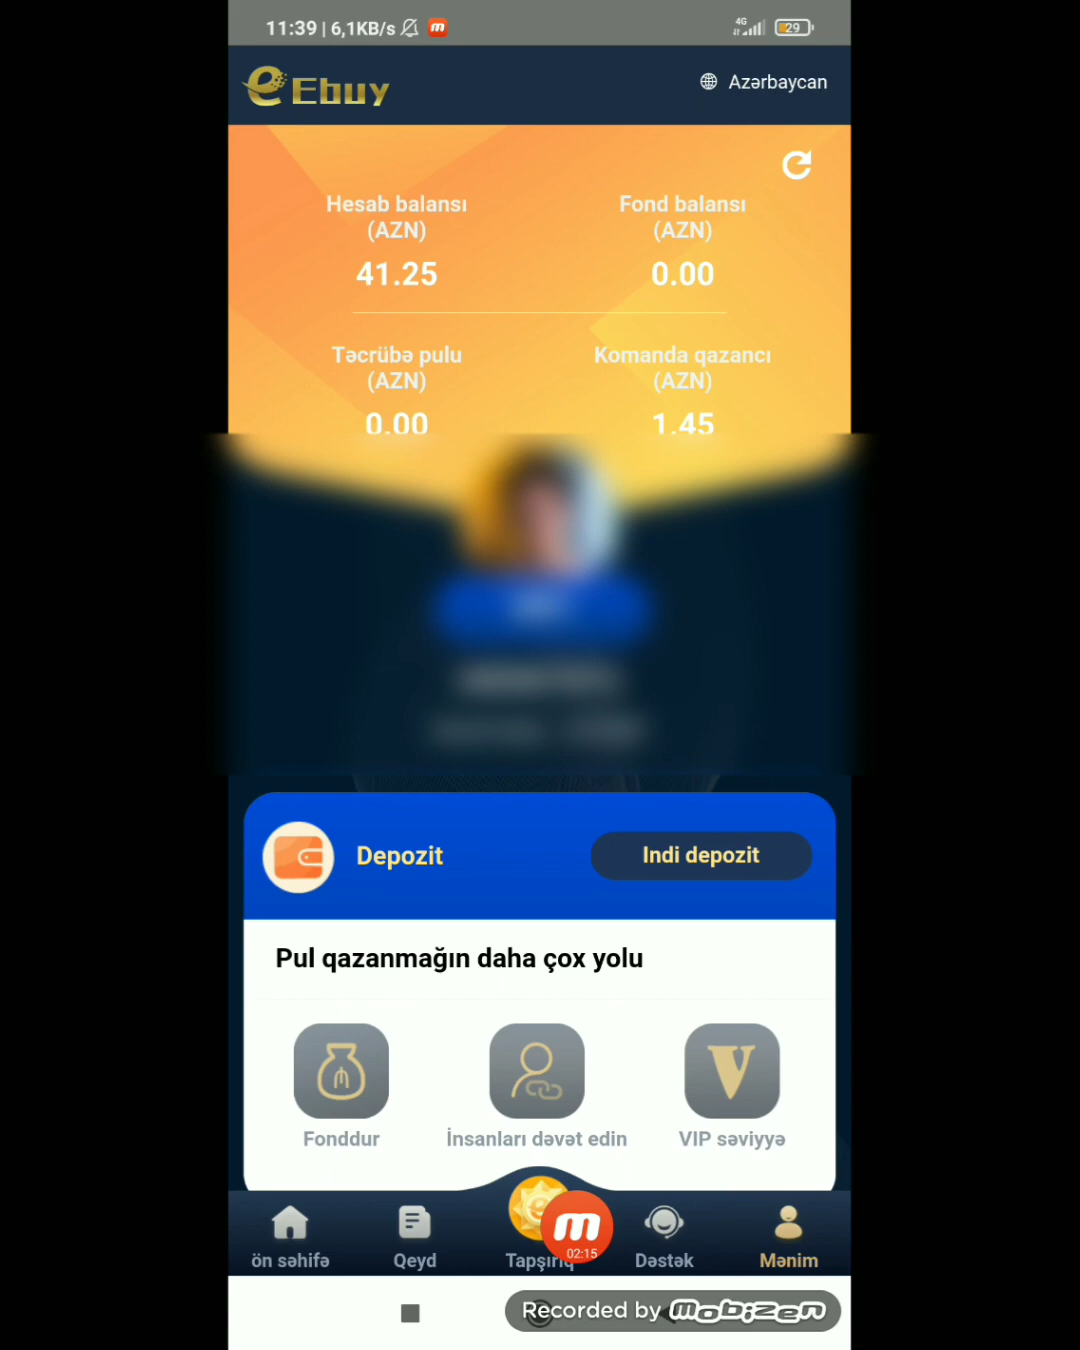 11:39 | 6,1KB/s
4G
29
Ebuy
Azərbaycan
Hesab balansı
(AZN)
41.25
Fond balansı
(AZN)
0.00
Təcrübə pulu
(AZN)
0.00
Komanda qazancı
(AZN)
1.45
Depozit
Indi depozit
Pul qazanmağın daha çox yolu
Fonddur
İnsanları dəvət edin
VIP səviyyə
ön səhifə
Qeyd
Tapşırıq
02:15
Dəstək
Mənim
Recorded by mobizen